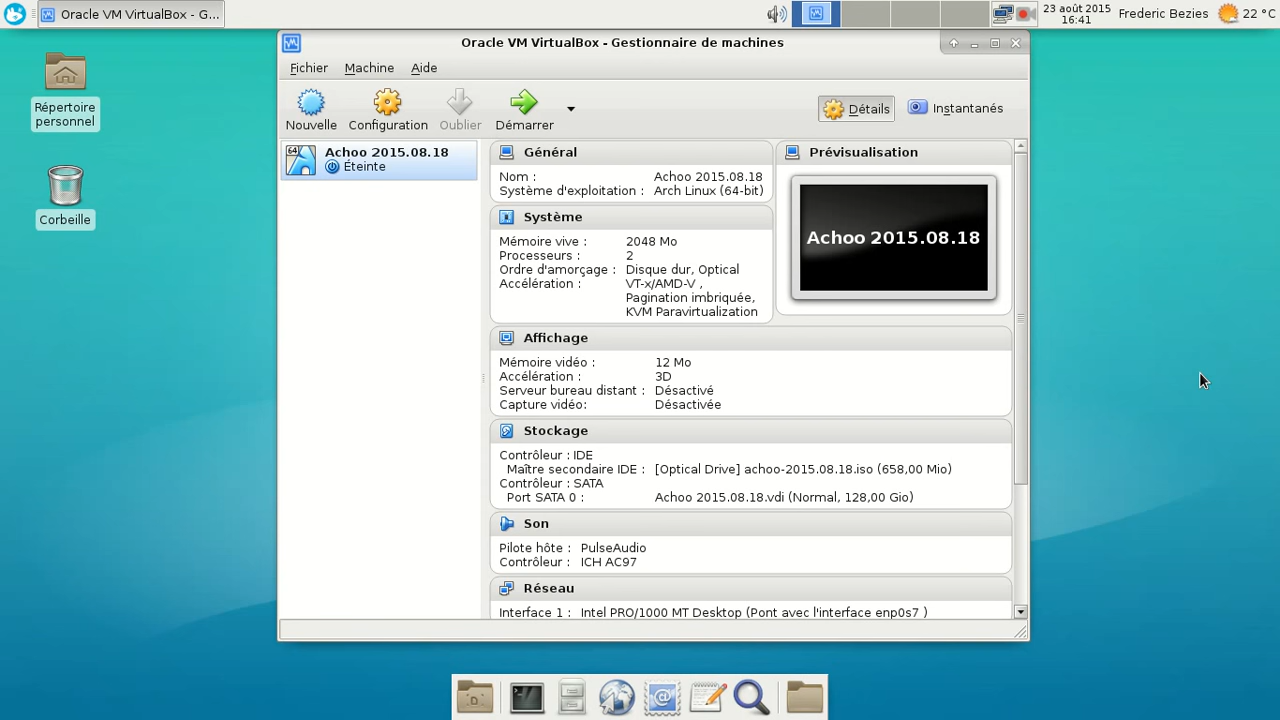 Oracle VM VirtualBox - G...
23 août 2015
16:41
Frederic Bezies
22 °C
Répertoire
personnel
Corbeille
Oracle VM VirtualBox - Gestionnaire de machines
Fichier Machine Aide
Nouvelle Configuration Oublier Démarrer
Détails Instantanés
64
Achoo 2015.08.18
Éteinte
Général
Nom : Achoo 2015.08.18
Système d'exploitation : Arch Linux (64-bit)
Prévisualisation
Achoo 2015.08.18
Système
Mémoire vive : 2048 Mo
Processeurs : 2
Ordre d'amorçage : Disque dur, Optical
Accélération : VT-x/AMD-V ,
Pagination imbriquée,
KVM Paravirtualization
Affichage
Mémoire vidéo : 12 Mo
Accélération : 3D
Serveur bureau distant : Désactivé
Capture vidéo: Désactivée
Stockage
Contrôleur : IDE
Maître secondaire IDE : [Optical Drive] achoo-2015.08.18.iso (658,00 Mio)
Contrôleur : SATA
Port SATA 0 : Achoo 2015.08.18.vdi (Normal, 128,00 Gio)
Son
Pilote hôte : PulseAudio
Contrôleur : ICH AC97
Réseau
Interface 1 : Intel PRO/1000 MT Desktop (Pont avec l'interface enp0s7 )